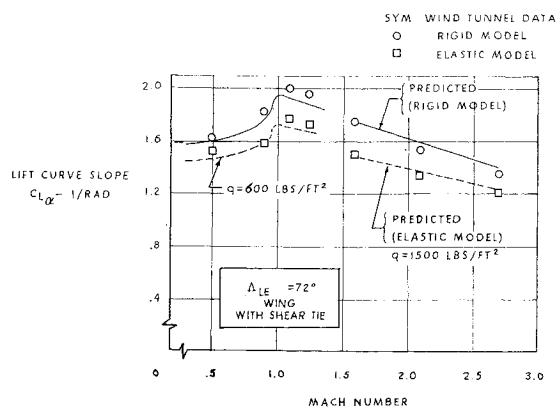 SYM WIND TUNNEL DATA
○ RIGID MODEL
□ ELASTIC MODEL
2.0
1.6
1.2
.8
.4
0 .5 1.0 1.5 2.0 2.5 3.0
LIFT CURVE SLOPE
CLα - 1/RAD
MACH NUMBER
PREDICTED
(RIGID MODEL)
q=600 LBS/FT²
PREDICTED
(ELASTIC MODEL)
q=1500 LBS/FT²
Λ LE =72°
WING
WITH SHEAR TIE